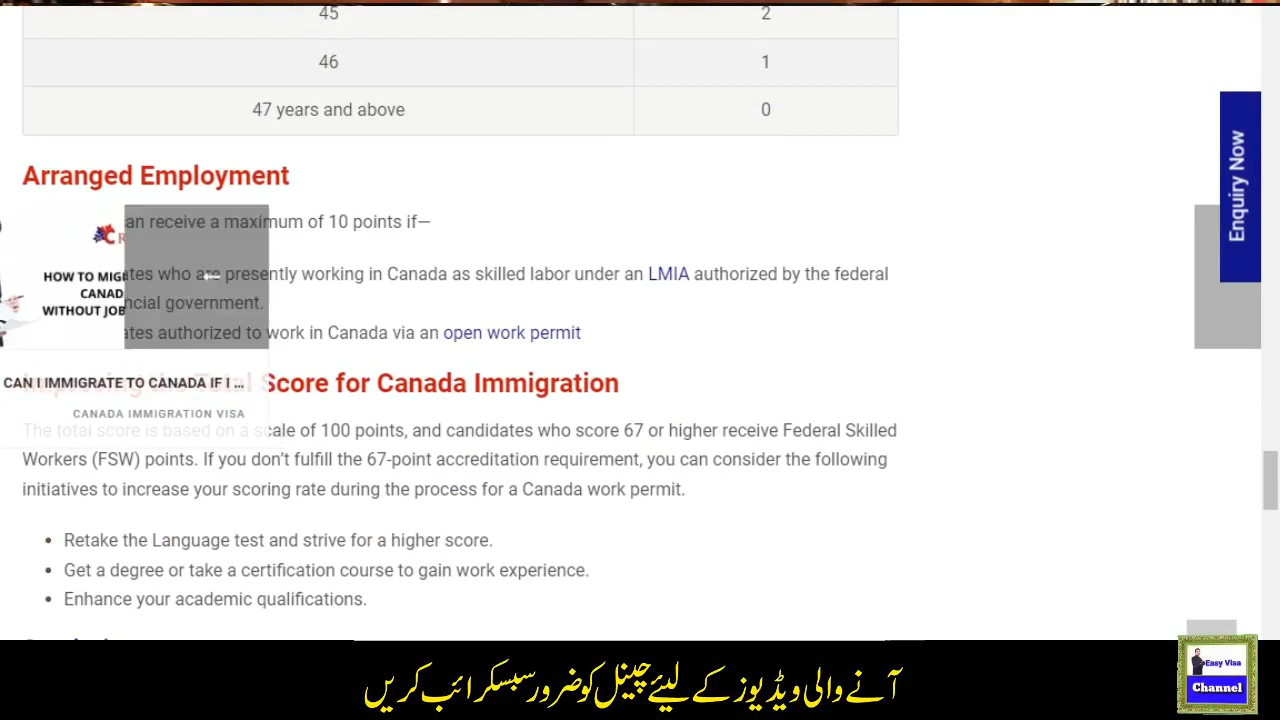 45 2
46 1
47 years and above 0
Arranged Employment
an receive a maximum of 10 points if—
HOW TO MIG
CANAD
WITHOUT JOB
ates who are presently working in Canada as skilled labor under an LMIA authorized by the federal
ncial government.
ates authorized to work in Canada via an open work permit
Improving the Total Score for Canada Immigration
CAN I IMMIGRATE TO CANADA IF I ...
CANADA IMMIGRATION VISA
The total score is based on a scale of 100 points, and candidates who score 67 or higher receive Federal Skilled
Workers (FSW) points. If you don’t fulfill the 67-point accreditation requirement, you can consider the following
initiatives to increase your scoring rate during the process for a Canada work permit.
• Retake the Language test and strive for a higher score.
• Get a degree or take a certification course to gain work experience.
• Enhance your academic qualifications.
Enquiry Now
آنے والی ویڈیوز کے لیئے چینل کو ضرور سبسکرائب کریں
Easy Visa
Channel